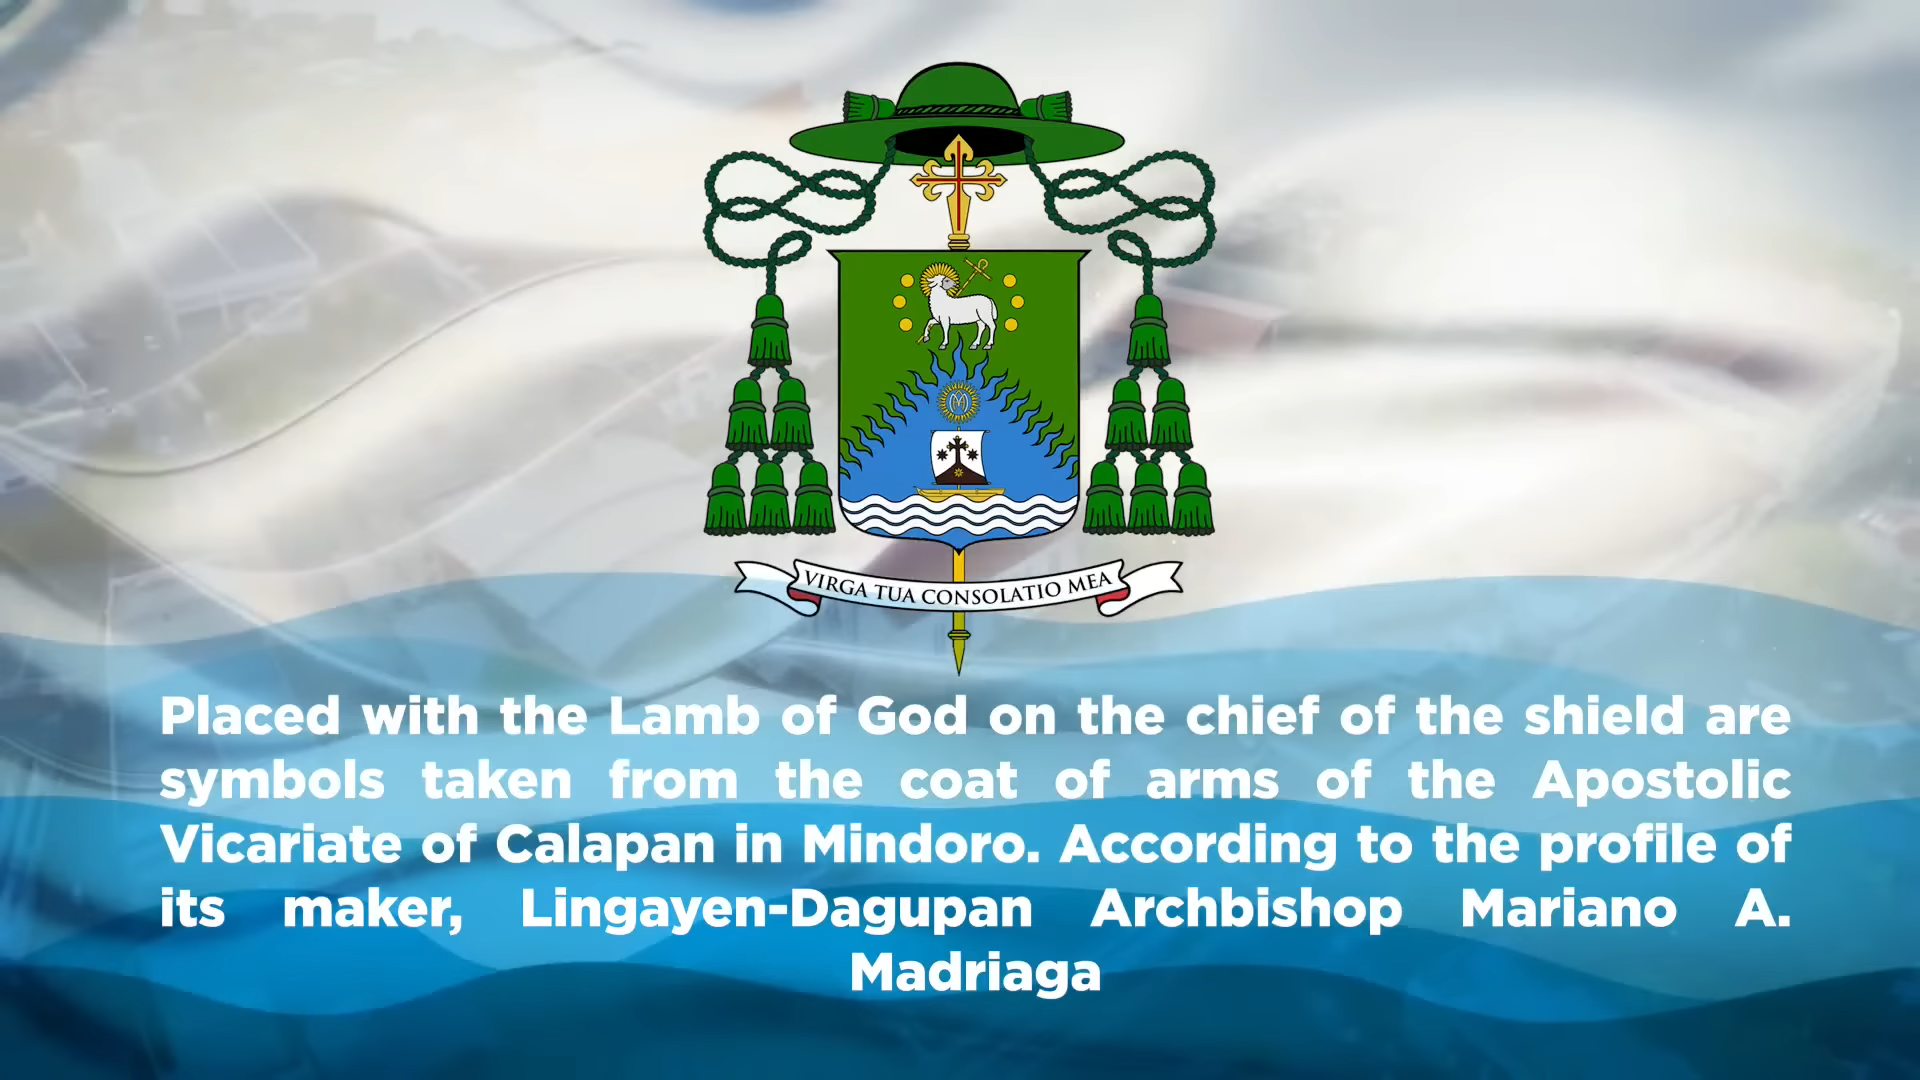 VIRGA TUA CONSOLATIO MEA
Placed with the Lamb of God on the chief of the shield are
symbols taken from the coat of arms of the Apostolic
Vicariate of Calapan in Mindoro. According to the profile of
its maker, Lingayen-Dagupan Archbishop Mariano A.
Madriaga